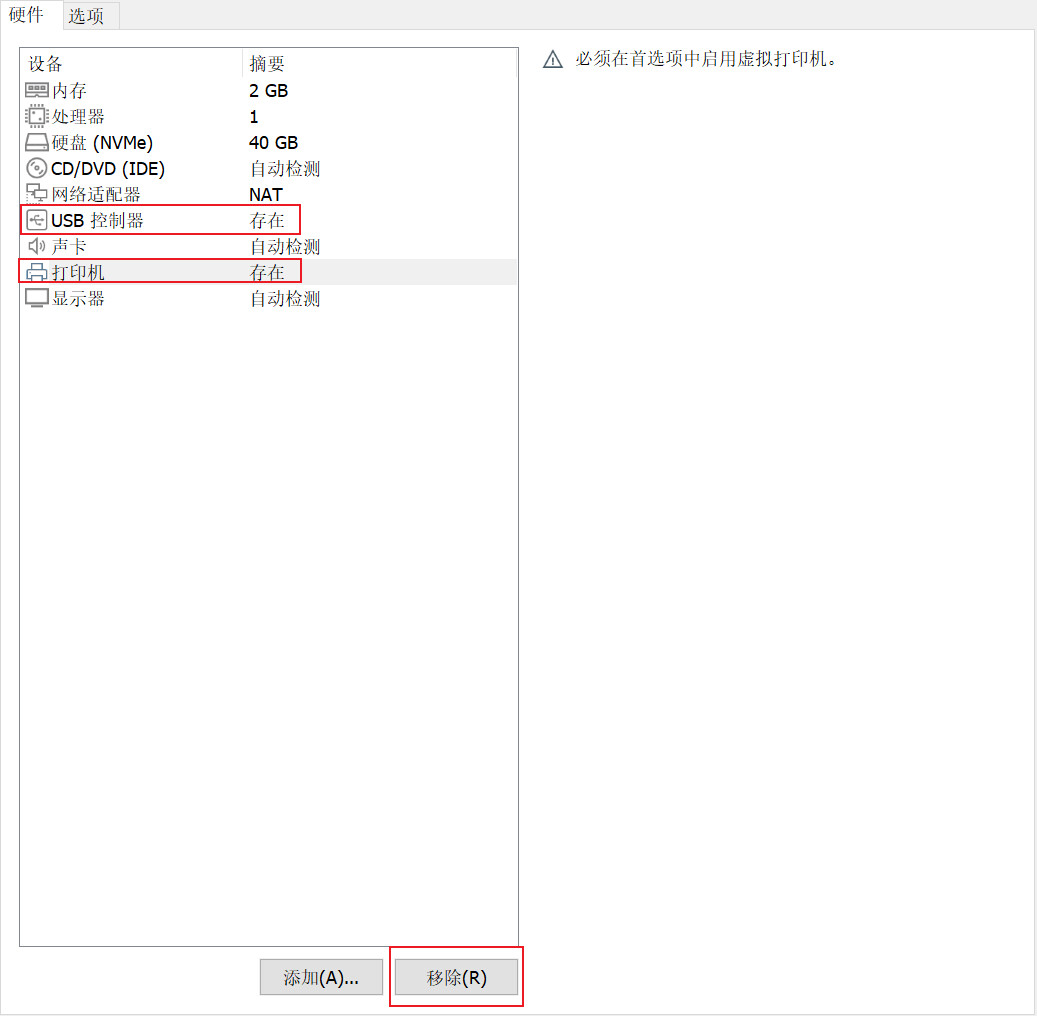 硬件 选项
设备 摘要
内存 2 GB
处理器 1
硬盘 (NVMe) 40 GB
CD/DVD (IDE) 自动检测
网络适配器 NAT
USB 控制器 存在
声卡 自动检测
打印机 存在
显示器 自动检测
必须在首选项中启用虚拟打印机。
添加(A)... 移除(R)